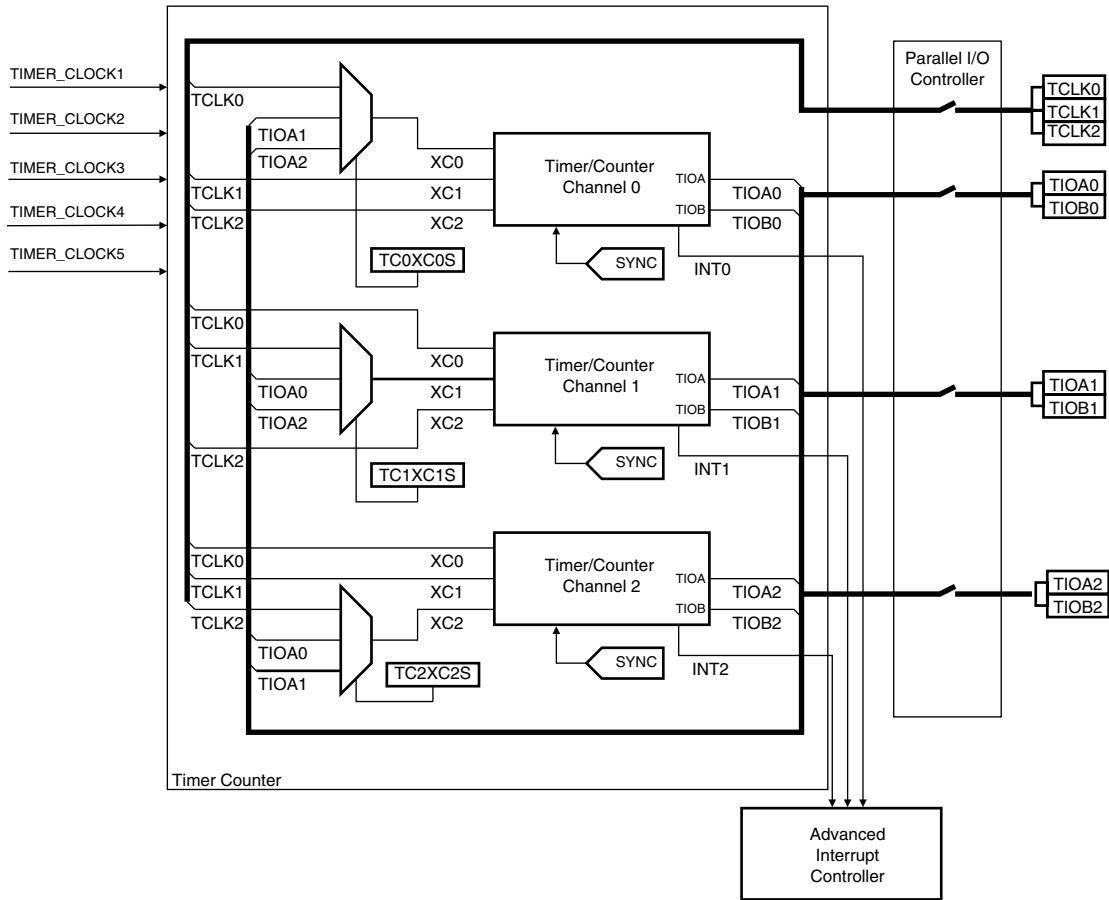 TIMER_CLOCK1
TIMER_CLOCK2
TIMER_CLOCK3
TIMER_CLOCK4
TIMER_CLOCK5
TCLK0
TIOA1
TIOA2
TCLK1
TCLK2
XC0
XC1
XC2
TC0XC0S
Timer/Counter
Channel 0
TIOA
TIOB
TIOA0
TIOB0
SYNC
INT0
TCLK0
TCLK1
TIOA0
TIOA2
TCLK2
XC0
XC1
XC2
TC1XC1S
Timer/Counter
Channel 1
TIOA
TIOB
TIOA1
TIOB1
SYNC
INT1
TCLK0
TCLK1
TCLK2
TIOA0
TIOA1
XC0
XC1
XC2
TC2XC2S
Timer/Counter
Channel 2
TIOA
TIOB
TIOA2
TIOB2
SYNC
INT2
Timer Counter
Parallel I/O
Controller
TCLK0
TCLK1
TCLK2
TIOA0
TIOB0
TIOA1
TIOB1
TIOA2
TIOB2
Advanced
Interrupt
Controller